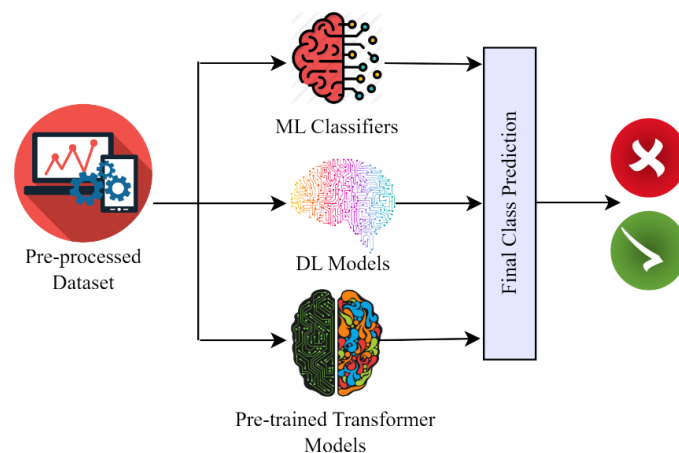 ML Classifiers
Pre-processed
Dataset
DL Models
Pre-trained Transformer
Models
Final Class Prediction